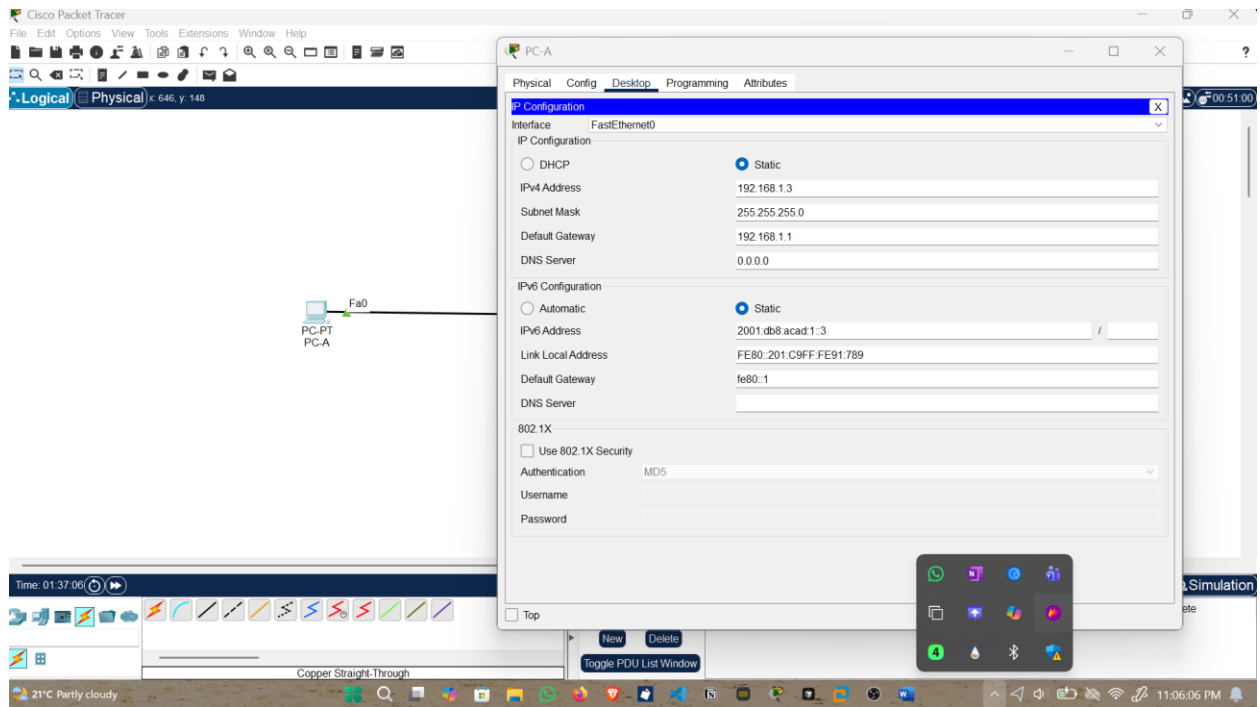 Cisco Packet Tracer
File Edit Options View Tools Extensions Window Help
Logical Physical x: 646, y: 148
00:51:00
PC-A
Physical Config Desktop Programming Attributes
IP Configuration X
Interface FastEthernet0
IP Configuration
DHCP Static
IPv4 Address 192.168.1.3
Subnet Mask 255.255.255.0
Default Gateway 192.168.1.1
DNS Server 0.0.0.0
IPv6 Configuration
Automatic Static
IPv6 Address 2001:db8:acad:1::3 /
Link Local Address FE80::201:C9FF:FE91:789
Default Gateway fe80::1
DNS Server
802.1X
Use 802.1X Security
Authentication MD5
Username
Password
Top
Fa0
PC-PT
PC-A
Time: 01:37:06
Simulation
New Delete
Toggle PDU List Window
Copper Straight-Through
4
21°C Partly cloudy
11:06:06 PM